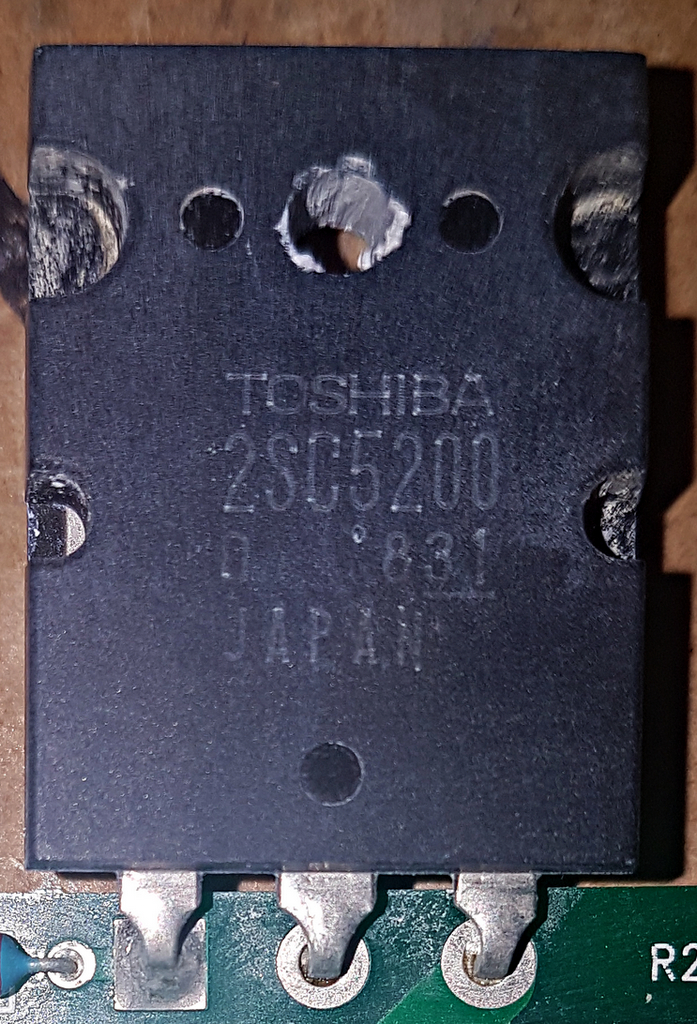 TOSHIBA
2SC5200
O 831
JAPAN
R2